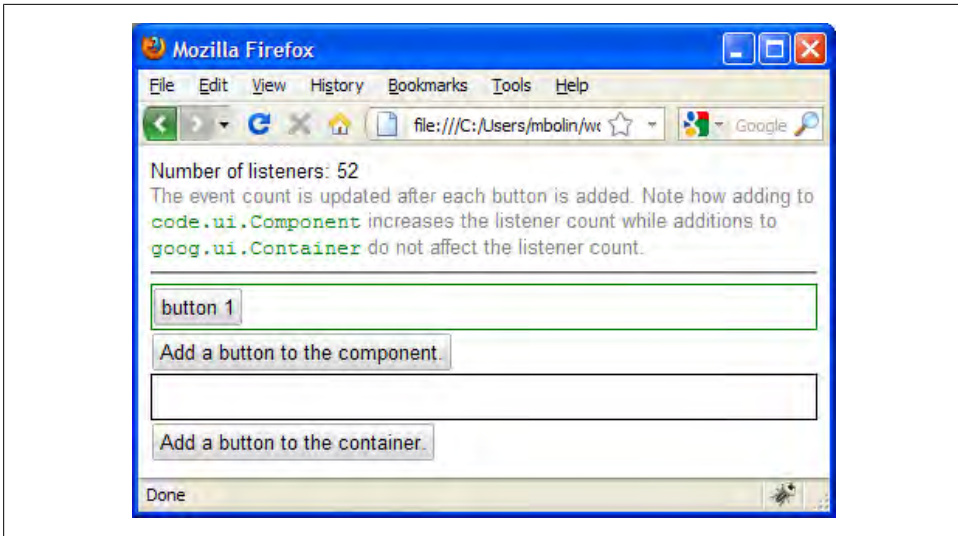 Mozilla Firefox
File Edit View History Bookmarks Tools Help
file:///C:/Users/mbolin/wc Google
Number of listeners: 52
The event count is updated after each button is added. Note how adding to
code.ui.Component increases the listener count while additions to
goog.ui.Container do not affect the listener count.
button 1
Add a button to the component.
Add a button to the container.
Done